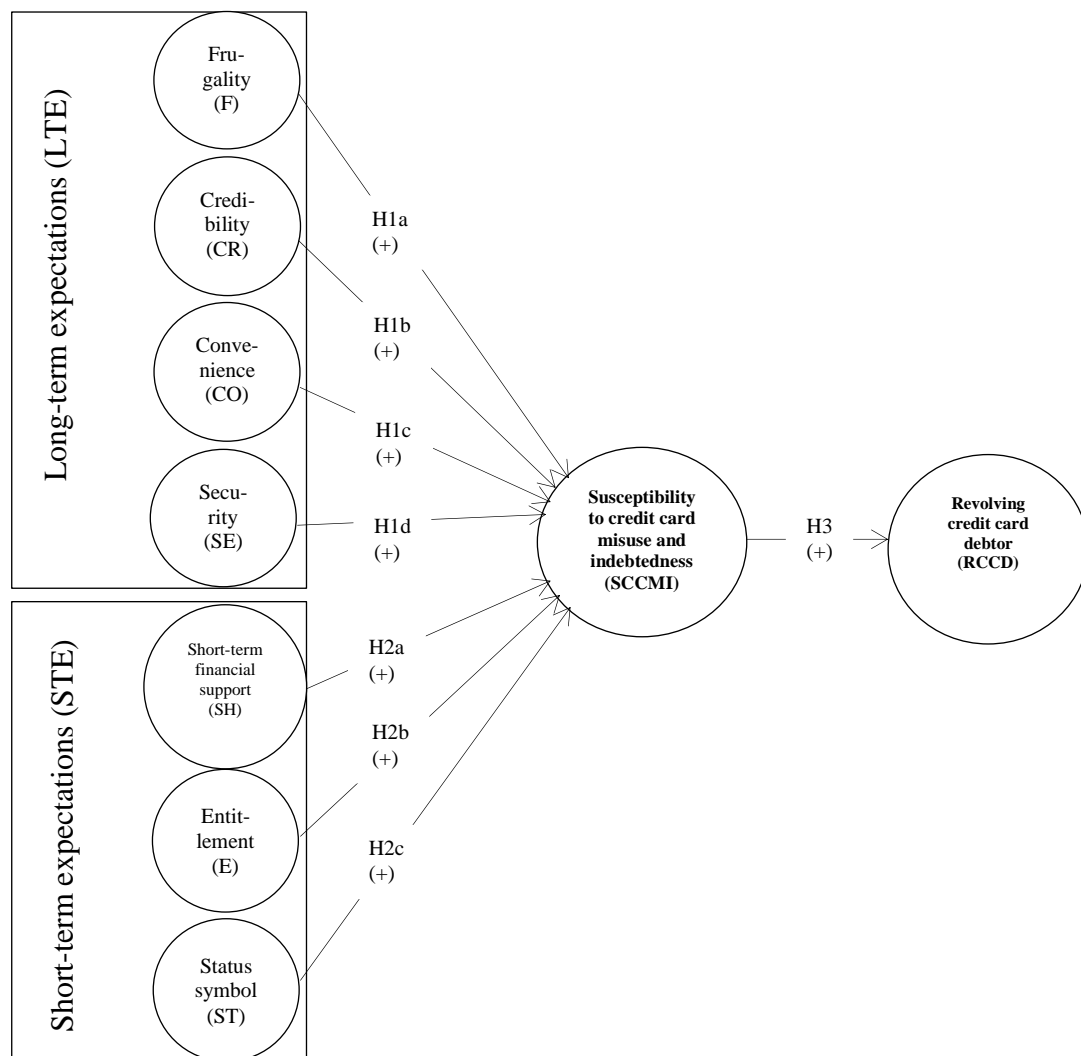 Long-term expectations (LTE)
Fru-
gality
(F)
Credi-
bility
(CR)
Conve-
nience
(CO)
Secu-
rity
(SE)
H1a
(+)
H1b
(+)
H1c
(+)
H1d
(+)
Short-term expectations (STE)
Short-term
financial
support
(SH)
Entit-
lement
(E)
Status
symbol
(ST)
H2a
(+)
H2b
(+)
H2c
(+)
Susceptibility
to credit card
misuse and
indebtedness
(SCCMI)
H3
(+)
Revolving
credit card
debtor
(RCCD)